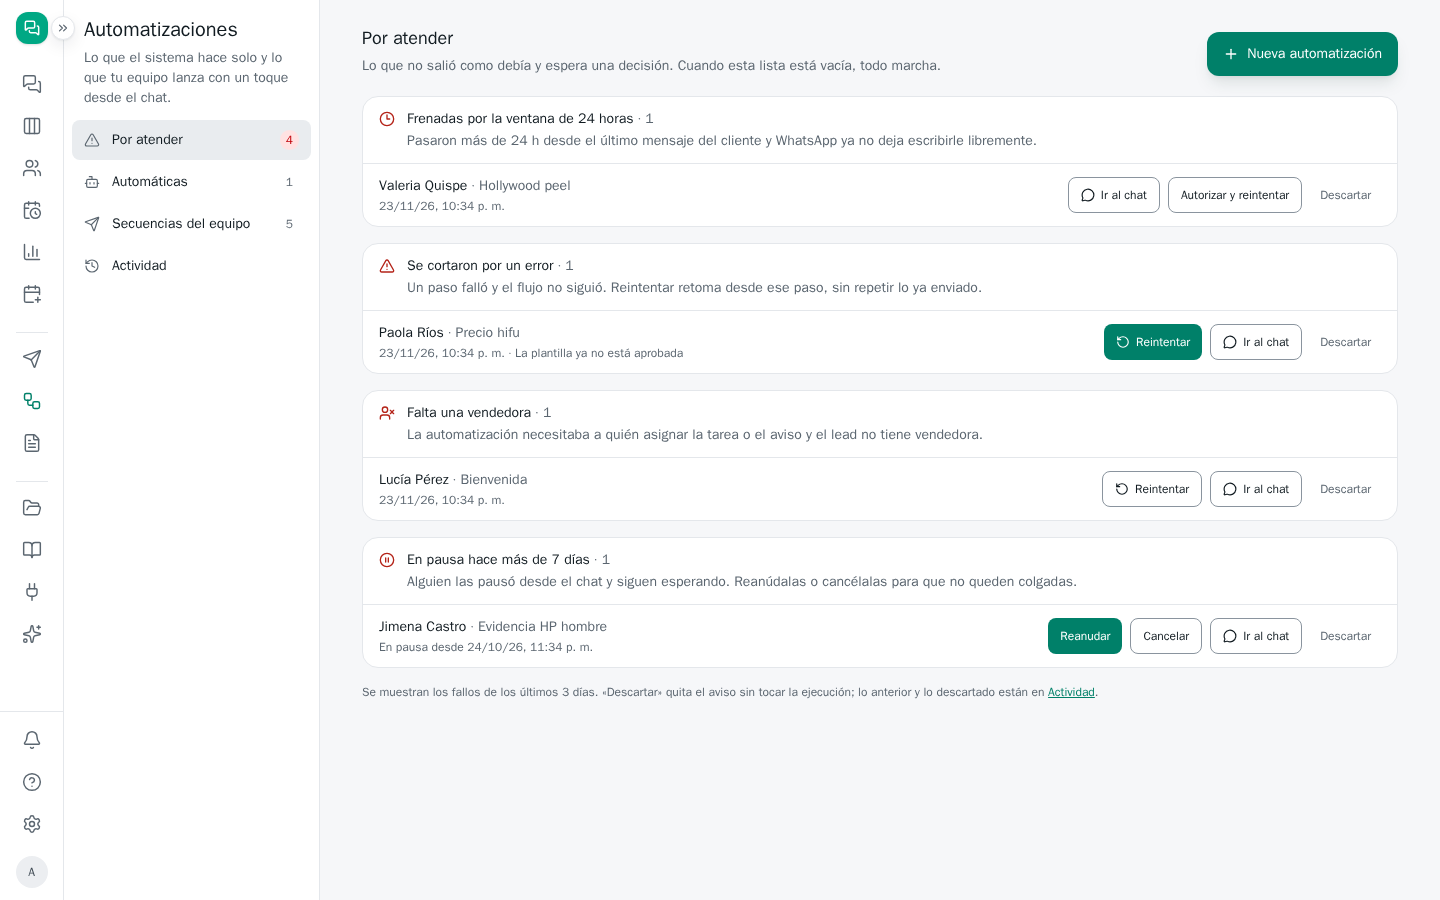 Automatizaciones
Lo que el sistema hace solo y lo
que tu equipo lanza con un toque
desde el chat.
Por atender 4
Automáticas 1
Secuencias del equipo 5
Actividad
A
Por atender
Lo que no salió como debía y espera una decisión. Cuando esta lista está vacía, todo marcha.
Nueva automatización
Frenadas por la ventana de 24 horas · 1
Pasaron más de 24 h desde el último mensaje del cliente y WhatsApp ya no deja escribirle libremente.
Valeria Quispe · Hollywood peel
23/11/26, 10:34 p. m.
Ir al chat Autorizar y reintentar Descartar
Se cortaron por un error · 1
Un paso falló y el flujo no siguió. Reintentar retoma desde ese paso, sin repetir lo ya enviado.
Paola Ríos · Precio hifu
23/11/26, 10:34 p. m. · La plantilla ya no está aprobada
Reintentar Ir al chat Descartar
Falta una vendedora · 1
La automatización necesitaba a quién asignar la tarea o el aviso y el lead no tiene vendedora.
Lucía Pérez · Bienvenida
23/11/26, 10:34 p. m.
Reintentar Ir al chat Descartar
En pausa hace más de 7 días · 1
Alguien las pausó desde el chat y siguen esperando. Reanúdalas o cancélalas para que no queden colgadas.
Jimena Castro · Evidencia HP hombre
En pausa desde 24/10/26, 11:34 p. m.
Reanudar Cancelar Ir al chat Descartar
Se muestran los fallos de los últimos 3 días. «Descartar» quita el aviso sin tocar la ejecución; lo anterior y lo descartado están en Actividad.